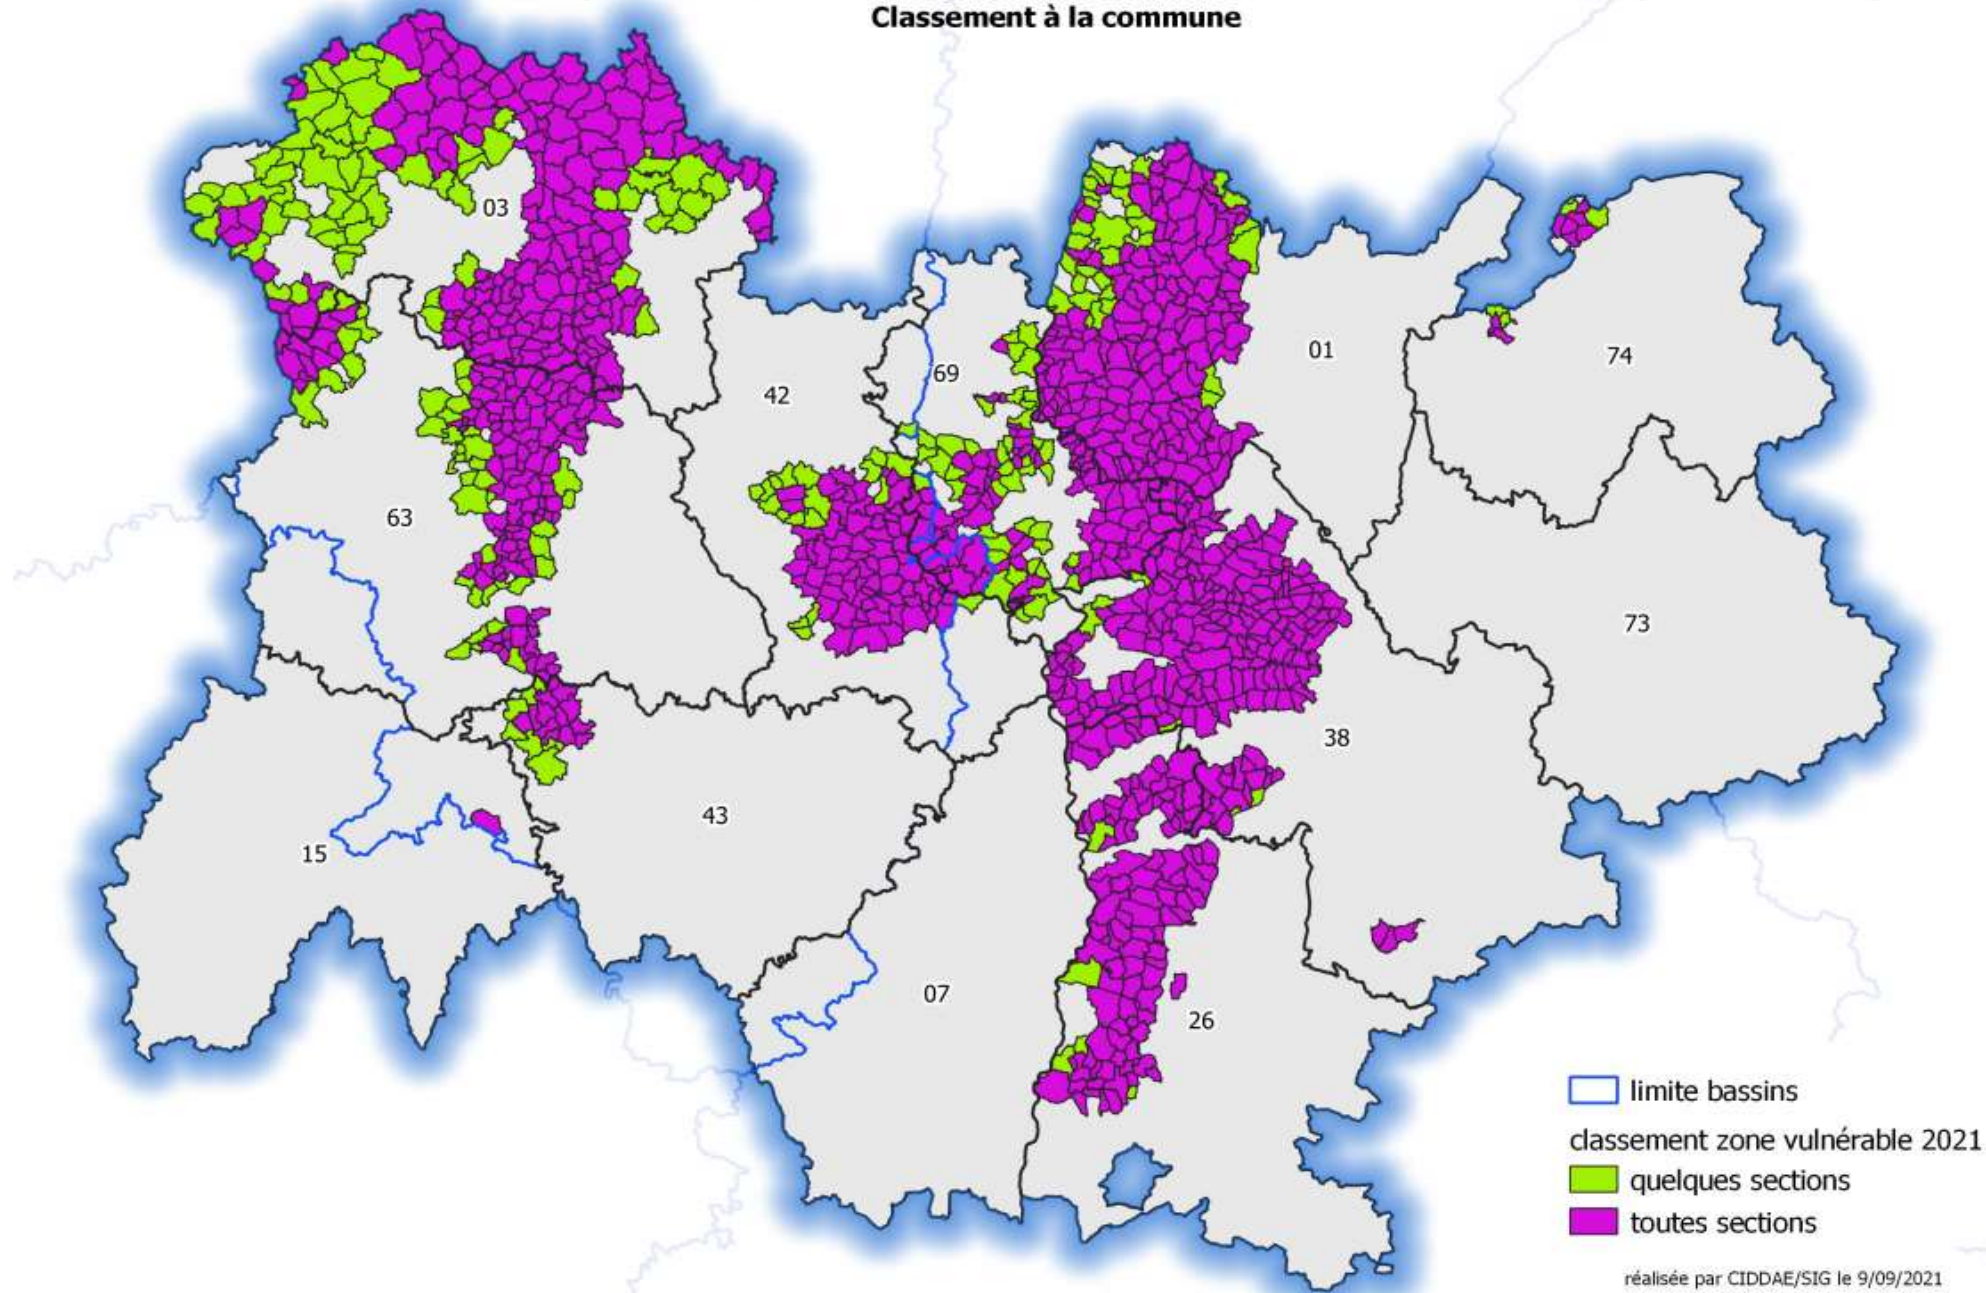 Classement à la commune
03
01
74
69
42
63
73
38
43
15
07
26
limite bassins
classement zone vulnérable 2021
quelques sections
toutes sections
réalisée par CIDDAE/SIG le 9/09/2021